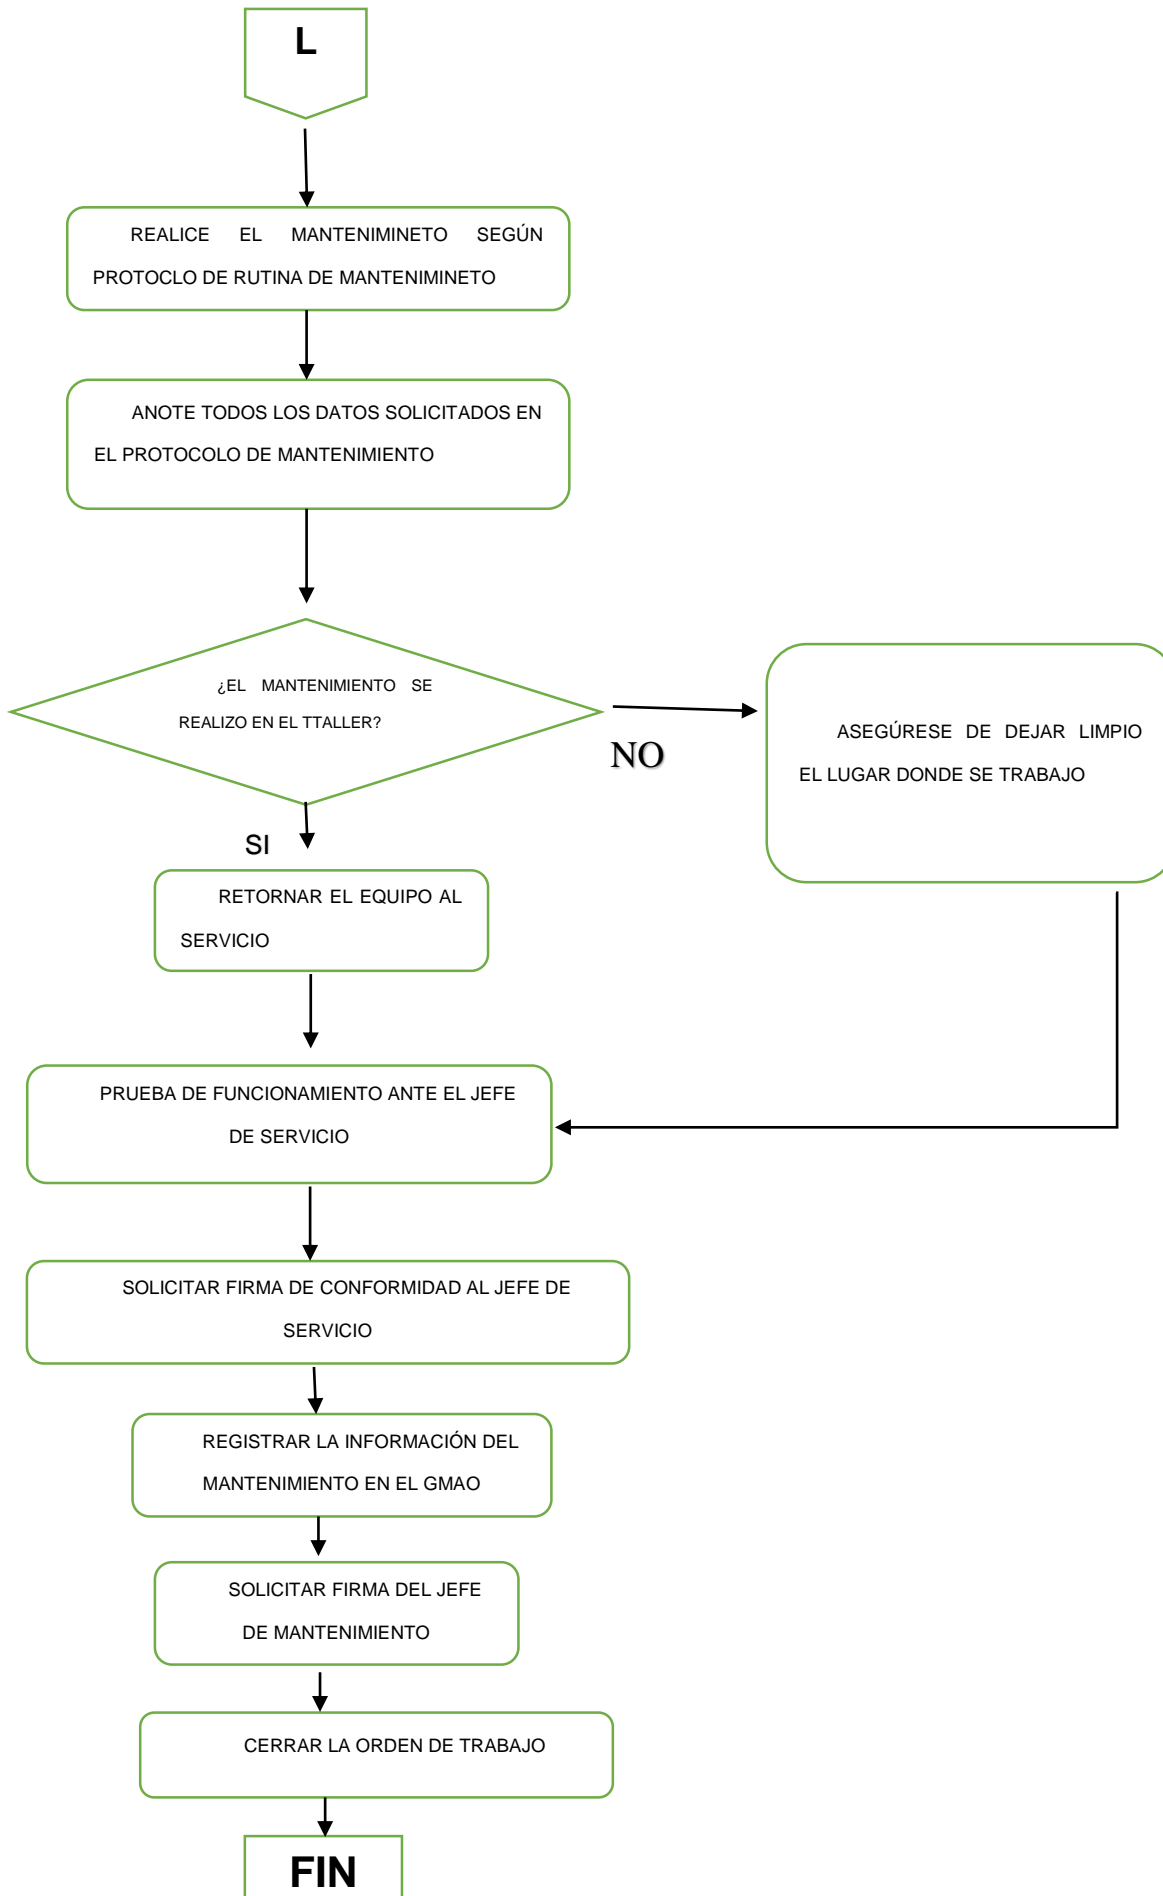 L
REALICE EL MANTENIMINETO SEGÚN
PROTOCLO DE RUTINA DE MANTENIMINETO
ANOTE TODOS LOS DATOS SOLICITADOS EN
EL PROTOCOLO DE MANTENIMIENTO
¿EL MANTENIMIENTO SE
REALIZO EN EL TTALLER?
NO
ASEGÚRESE DE DEJAR LIMPIO
EL LUGAR DONDE SE TRABAJO
SI
RETORNAR EL EQUIPO AL
SERVICIO
PRUEBA DE FUNCIONAMIENTO ANTE EL JEFE
DE SERVICIO
SOLICITAR FIRMA DE CONFORMIDAD AL JEFE DE
SERVICIO
REGISTRAR LA INFORMACIÓN DEL
MANTENIMIENTO EN EL GMAO
SOLICITAR FIRMA DEL JEFE
DE MANTENIMIENTO
CERRAR LA ORDEN DE TRABAJO
FIN